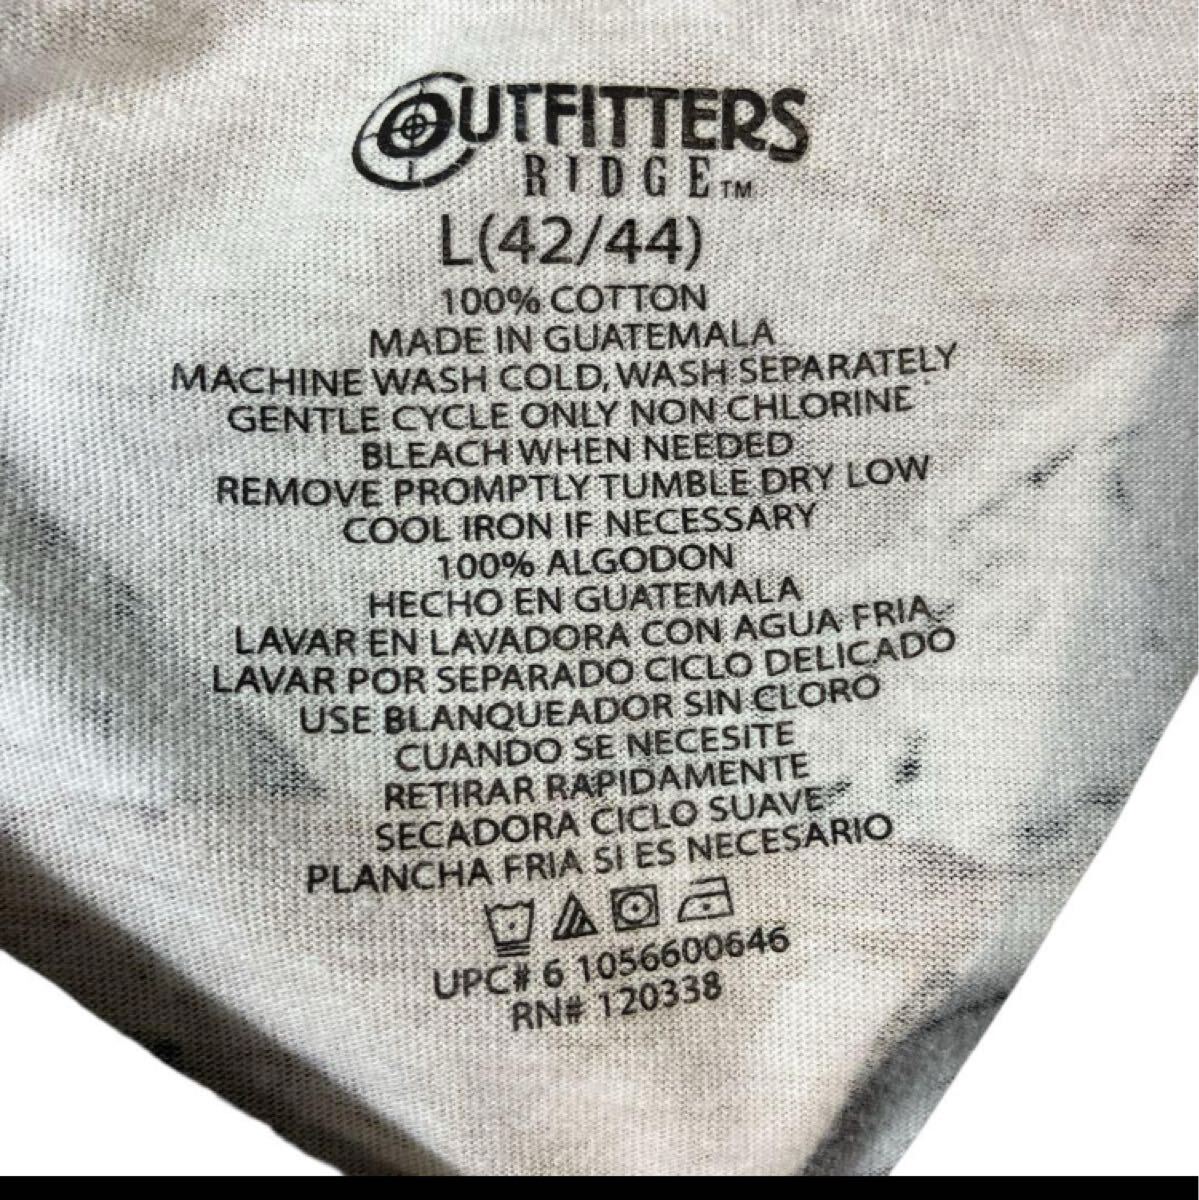 OUTFITTERS
RIDGE™
L(42/44)
100% COTTON
MADE IN GUATEMALA
MACHINE WASH COLD, WASH SEPARATELY
GENTLE CYCLE ONLY NON CHLORINE
BLEACH WHEN NEEDED
REMOVE PROMPTLY TUMBLE DRY LOW
COOL IRON IF NECESSARY
100% ALGODON
HECHO EN GUATEMALA
LAVAR EN LAVADORA CON AGUA FRIA
LAVAR POR SEPARADO CICLO DELICADO
USE BLANQUEADOR SIN CLORO
CUANDO SE NECESITE
RETIRAR RAPIDAMENTE
SECADORA CICLO SUAVE
PLANCHA FRIA SI ES NECESARIO
UPC# 6 1056600646
RN# 120338